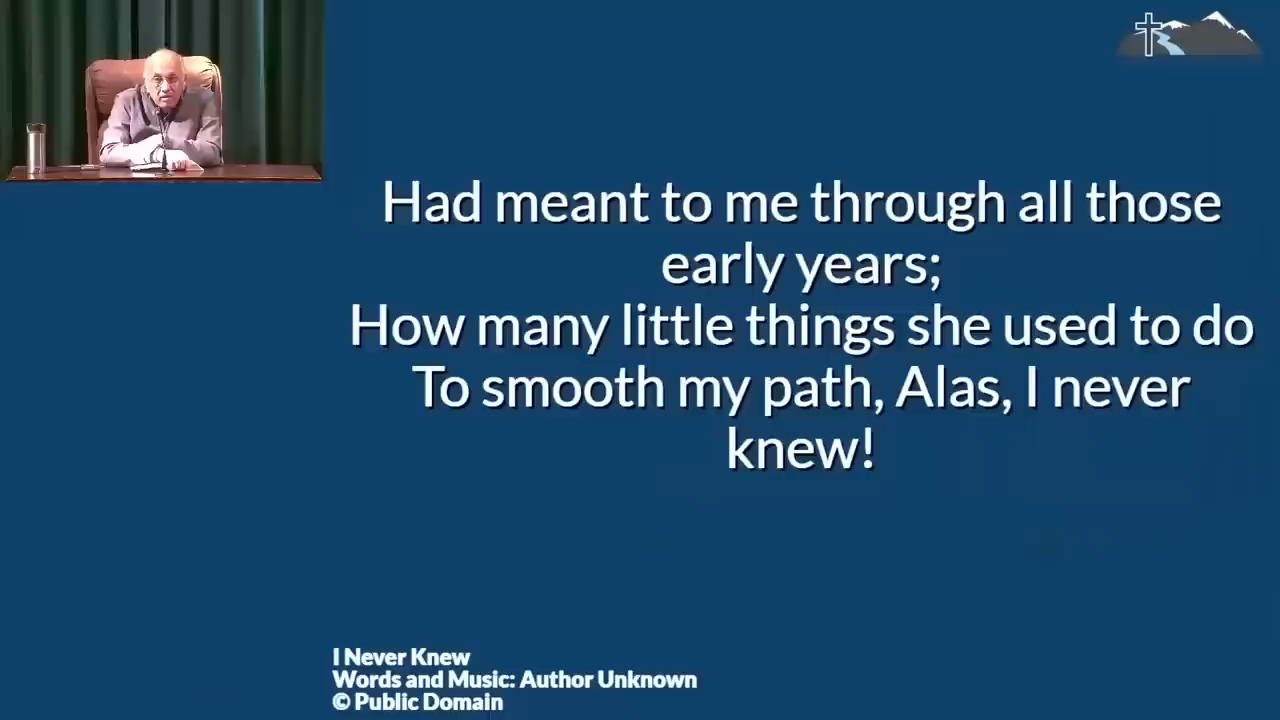 Had meant to me through all those
early years;
How many little things she used to do
To smooth my path, Alas, I never
knew!
I Never Knew
Words and Music: Author Unknown
© Public Domain